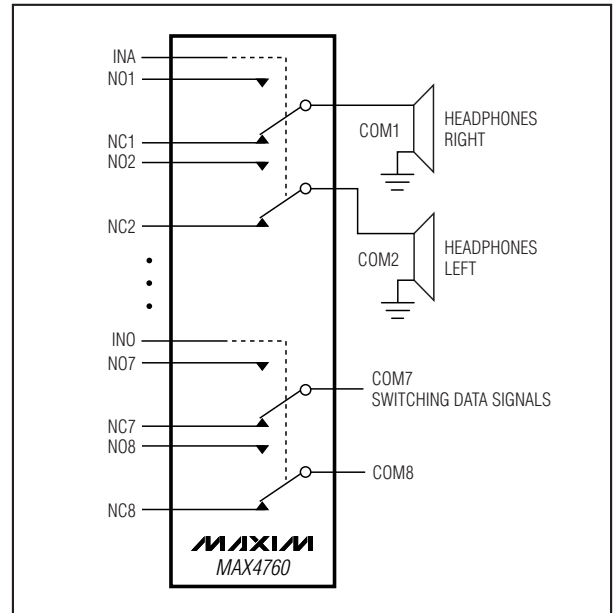 INA
NO1
NC1
NO2
NC2
COM1
HEADPHONES
RIGHT
COM2
HEADPHONES
LEFT
INO
NO7
NC7
NO8
NC8
COM7
SWITCHING DATA SIGNALS
COM8
MAXIM
MAX4760